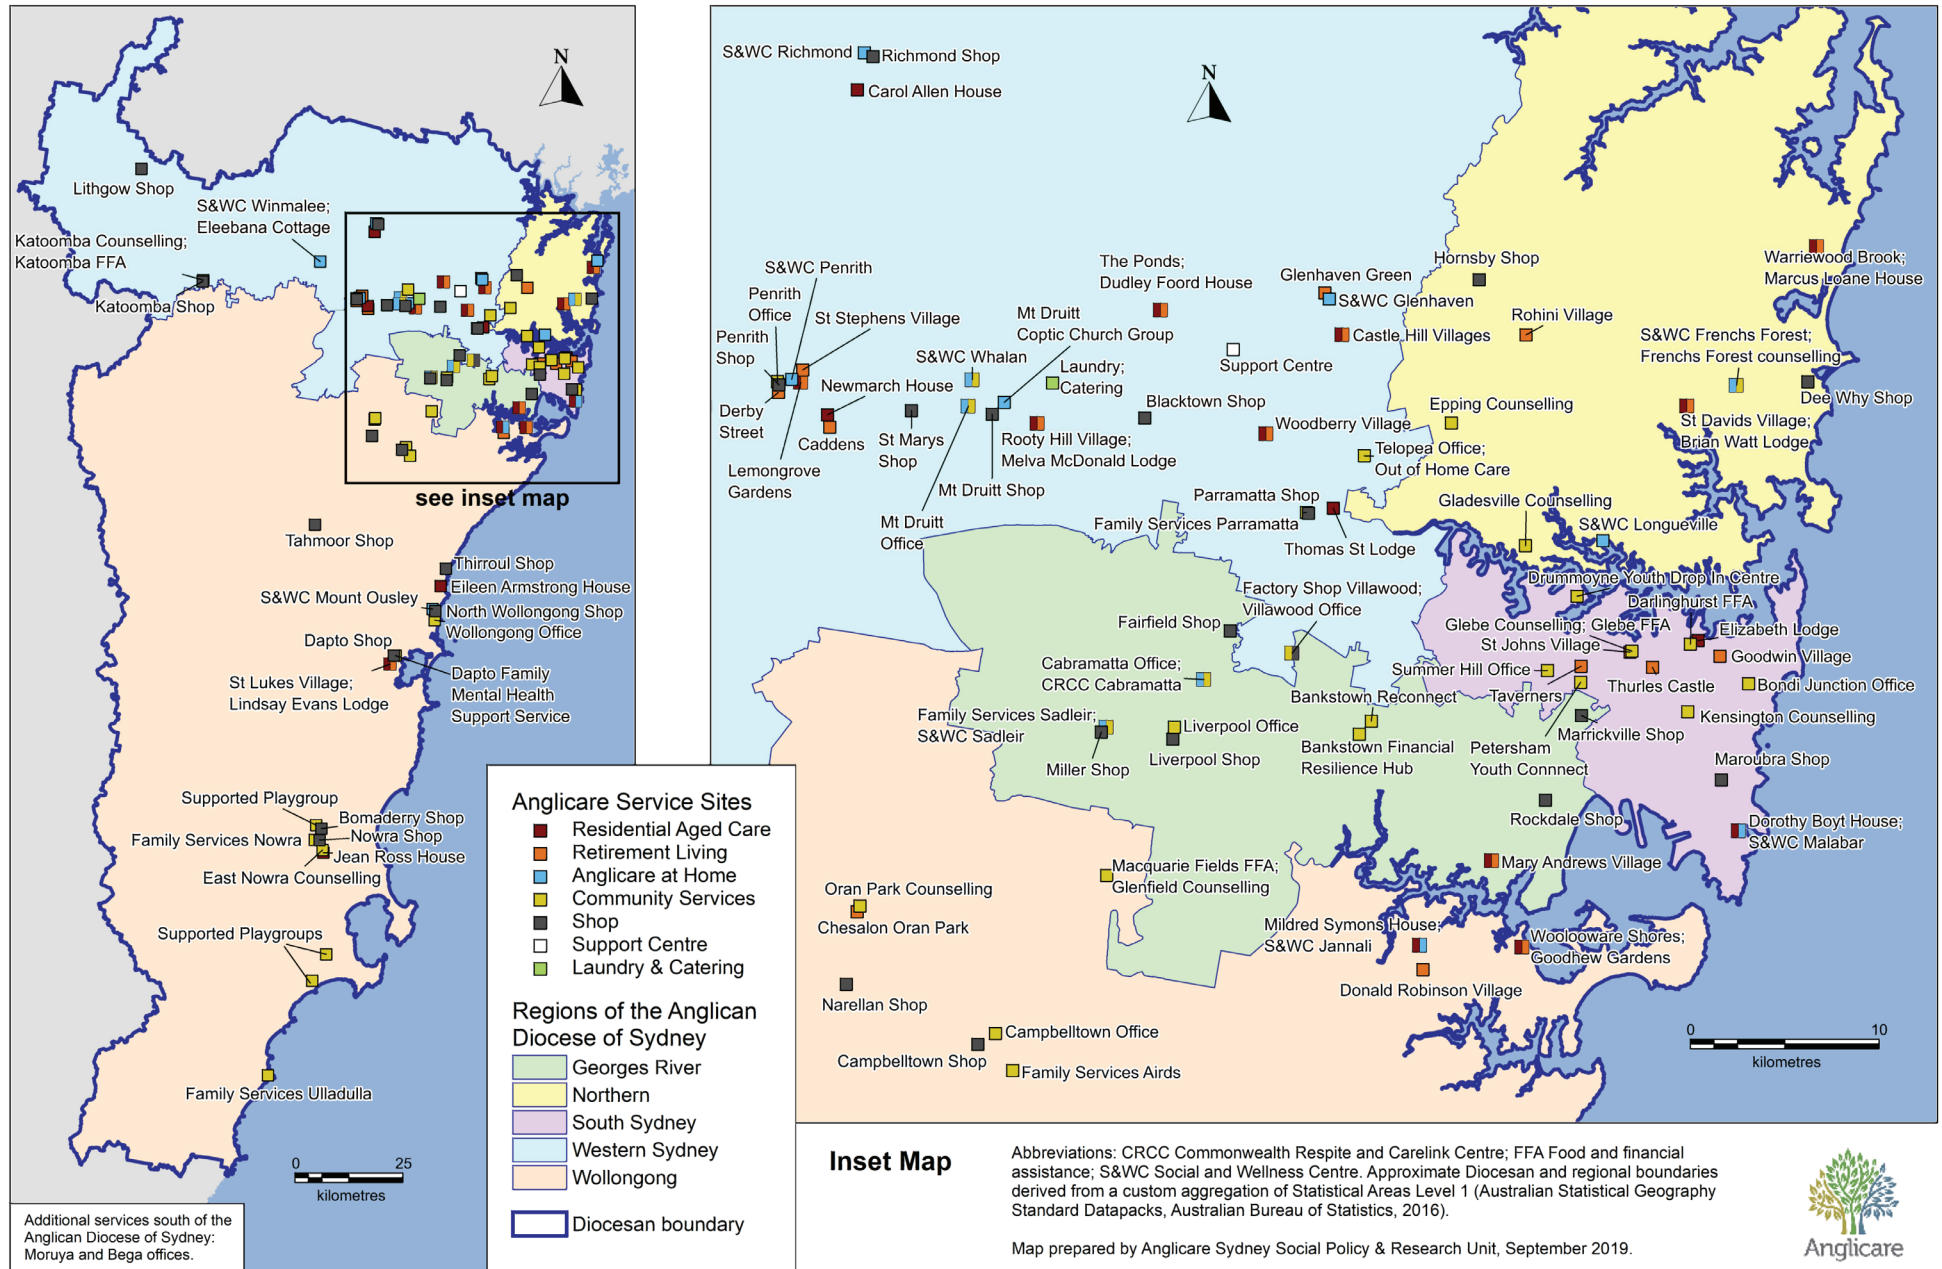 N
Lithgow Shop
S&WC Winmalee;
Eleebana Cottage
Katoomba Counselling;
Katoomba FFA
Katoomba Shop
see inset map
Tahmoor Shop
Thirroul Shop
Eileen Armstrong House
S&WC Mount Ousley
North Wollongong Shop
Wollongong Office
Dapto Shop
Dapto Family
Mental Health
Support Service
St Lukes Village;
Lindsay Evans Lodge
Supported Playgroup
Bomaderry Shop
Nowra Shop
Family Services Nowra
Jean Ross House
East Nowra Counselling
Supported Playgroups
Family Services Ulladulla
0 25
kilometres
Additional services south of the
Anglican Diocese of Sydney:
Moruya and Bega offices.
Anglicare Service Sites
Residential Aged Care
Retirement Living
Anglicare at Home
Community Services
Shop
Support Centre
Laundry & Catering
Regions of the Anglican
Diocese of Sydney
Georges River
Northern
South Sydney
Western Sydney
Wollongong
Diocesan boundary
N
S&WC Richmond
Richmond Shop
Carol Allen House
S&WC Penrith
Penrith
Office
St Stephens Village
Penrith
Shop
Newmarch House
Derby
Street
Caddens
Lemongrove
Gardens
St Marys
Shop
S&WC Whalan
Mt Druitt
Coptic Church Group
The Ponds;
Dudley Foord House
Laundry;
Catering
Rooty Hill Village;
Melva McDonald Lodge
Mt Druitt Shop
Mt Druitt
Office
Blacktown Shop
Support Centre
Glenhaven Green
S&WC Glenhaven
Castle Hill Villages
Woodberry Village
Hornsby Shop
Rohini Village
Warriewood Brook;
Marcus Loane House
S&WC Frenchs Forest;
Frenchs Forest counselling
Dee Why Shop
St Davids Village;
Brian Watt Lodge
Epping Counselling
Telopea Office;
Out of Home Care
Parramatta Shop
Family Services Parramatta
Thomas St Lodge
Gladesville Counselling
S&WC Longueville
Drummoyne Youth Drop In Centre
Darlinghurst FFA
Glebe Counselling; Glebe FFA
Elizabeth Lodge
St Johns Village
Goodwin Village
Summer Hill Office
Taverners
Thurles Castle
Bondi Junction Office
Kensington Counselling
Marrickville Shop
Petersham
Youth Connnect
Maroubra Shop
Rockdale Shop
Dorothy Boyt House;
S&WC Malabar
Factory Shop Villawood;
Villawood Office
Fairfield Shop
Cabramatta Office;
CRCC Cabramatta
Bankstown Reconnect
Family Services Sadleir;
S&WC Sadleir
Liverpool Office
Liverpool Shop
Miller Shop
Bankstown Financial
Resilience Hub
Mary Andrews Village
Macquarie Fields FFA;
Glenfield Counselling
Oran Park Counselling
Chesalon Oran Park
Mildred Symons House;
S&WC Jannali
Woolooware Shores;
Goodhew Gardens
Donald Robinson Village
Narellan Shop
Campbelltown Office
Campbelltown Shop
Family Services Airds
0 10
kilometres
Inset Map
Abbreviations: CRCC Commonwealth Respite and Carelink Centre; FFA Food and financial
assistance; S&WC Social and Wellness Centre. Approximate Diocesan and regional boundaries
derived from a custom aggregation of Statistical Areas Level 1 (Australian Statistical Geography
Standard Datapacks, Australian Bureau of Statistics, 2016).
Map prepared by Anglicare Sydney Social Policy & Research Unit, September 2019.
Anglicare